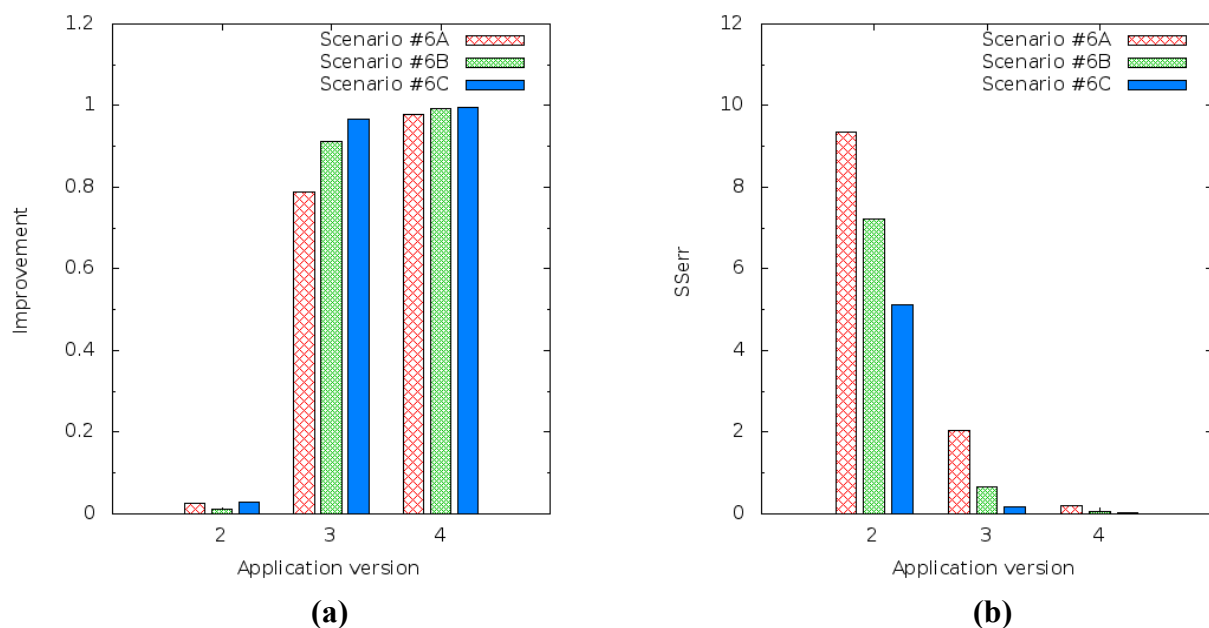 1.2
1
0.8
0.6
0.4
0.2
0
Improvement
Scenario #6A
Scenario #6B
Scenario #6C
2 3 4
Application version
(a)
12
10
8
6
4
2
0
SSerr
Scenario #6A
Scenario #6B
Scenario #6C
2 3 4
Application version
(b)